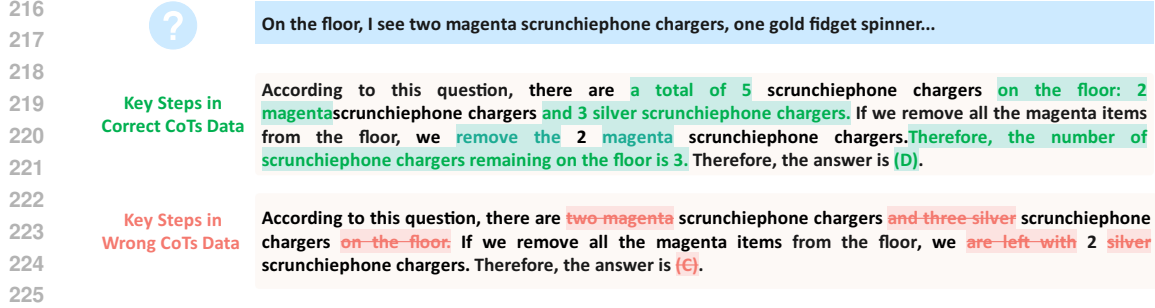 216
217
218
219
220
221
222
223
224
225
?
On the floor, I see two magenta scrunchiephone chargers, one gold fidget spinner...
Key Steps in
Correct CoTs Data
According to this question, there are a total of 5 scrunchiephone chargers on the floor: 2
magentascrunchiephone chargers and 3 silver scrunchiephone chargers. If we remove all the magenta items
from the floor, we remove the 2 magenta scrunchiephone chargers.Therefore, the number of
scrunchiephone chargers remaining on the floor is 3. Therefore, the answer is (D).
Key Steps in
Wrong CoTs Data
According to this question, there are two magenta scrunchiephone chargers and three silver scrunchiephone
chargers on the floor. If we remove all the magenta items from the floor, we are left with 2 silver
scrunchiephone chargers. Therefore, the answer is (C).